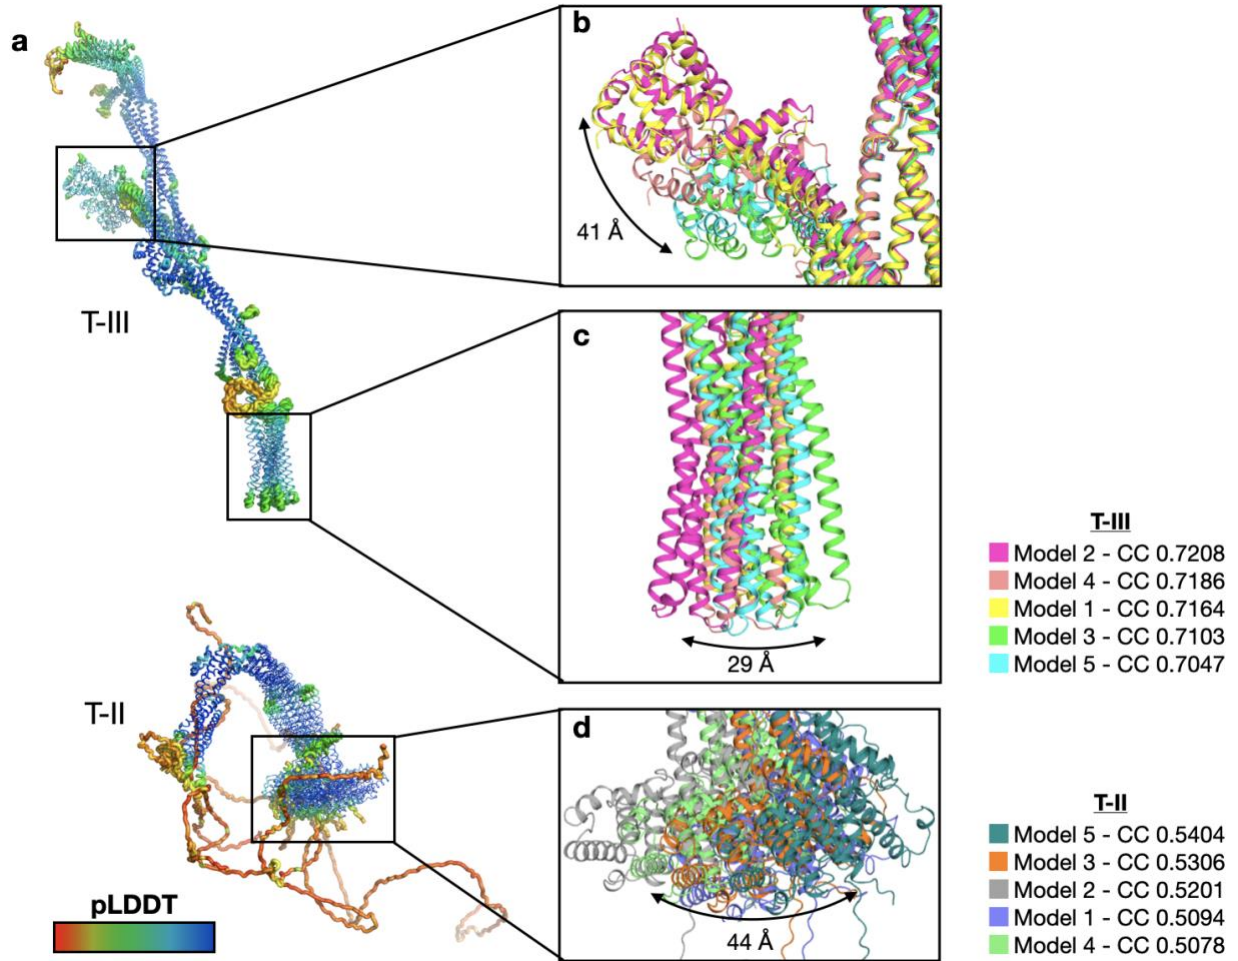 a
T-III
T-II
pLDDT
b
41 Å
c
29 Å
d
44 Å
T-III
Model 2 - CC 0.7208
Model 4 - CC 0.7186
Model 1 - CC 0.7164
Model 3 - CC 0.7103
Model 5 - CC 0.7047
T-II
Model 5 - CC 0.5404
Model 3 - CC 0.5306
Model 2 - CC 0.5201
Model 1 - CC 0.5094
Model 4 - CC 0.5078